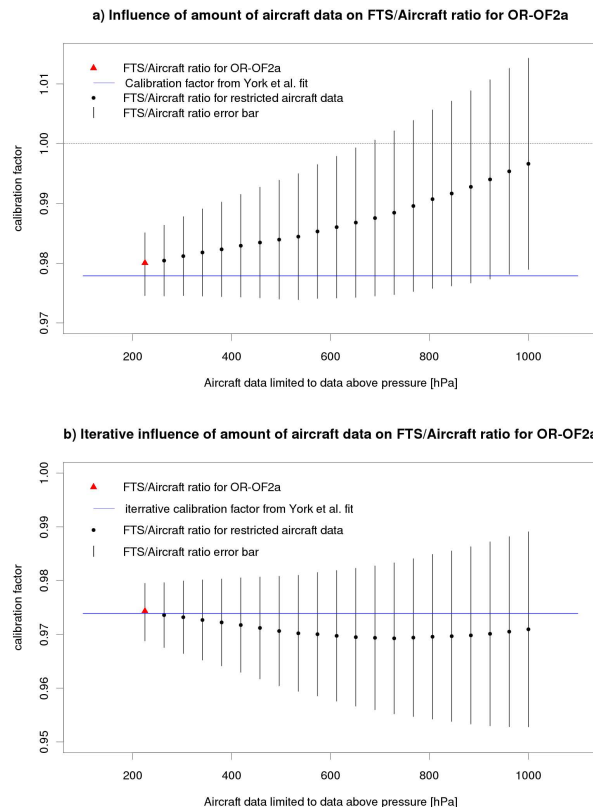 a) Influence of amount of aircraft data on FTS/Aircraft ratio for OR-OF2a
FTS/Aircraft ratio for OR-OF2a
Calibration factor from York et al. fit
FTS/Aircraft ratio for restricted aircraft data
FTS/Aircraft ratio error bar
calibration factor
1.01
1.00
0.99
0.98
0.97
200 400 600 800 1000
Aircraft data limited to data above pressure [hPa]
b) Iterative influence of amount of aircraft data on FTS/Aircraft ratio for OR-OF2a
FTS/Aircraft ratio for OR-OF2a
iterrative calibration factor from York et al. fit
FTS/Aircraft ratio for restricted aircraft data
FTS/Aircraft ratio error bar
calibration factor
1.00
0.99
0.98
0.97
0.96
0.95
200 400 600 800 1000
Aircraft data limited to data above pressure [hPa]